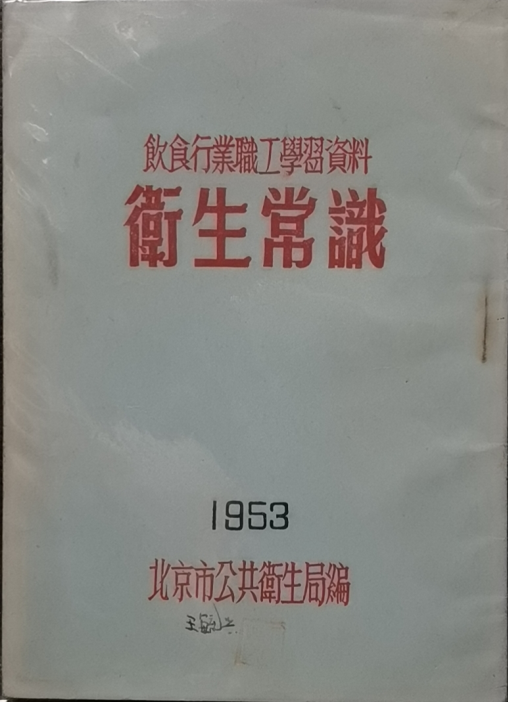 飲食行業職工學習資料
衛生常識
1953
北京市公共衛生局編
王